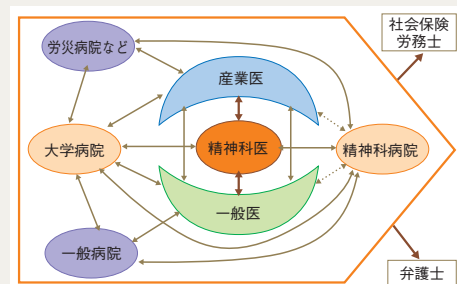 社会保険
労務士
労災病院など
産業医
大学病院
精神科医
精神科病院
一般医
一般病院
弁護士